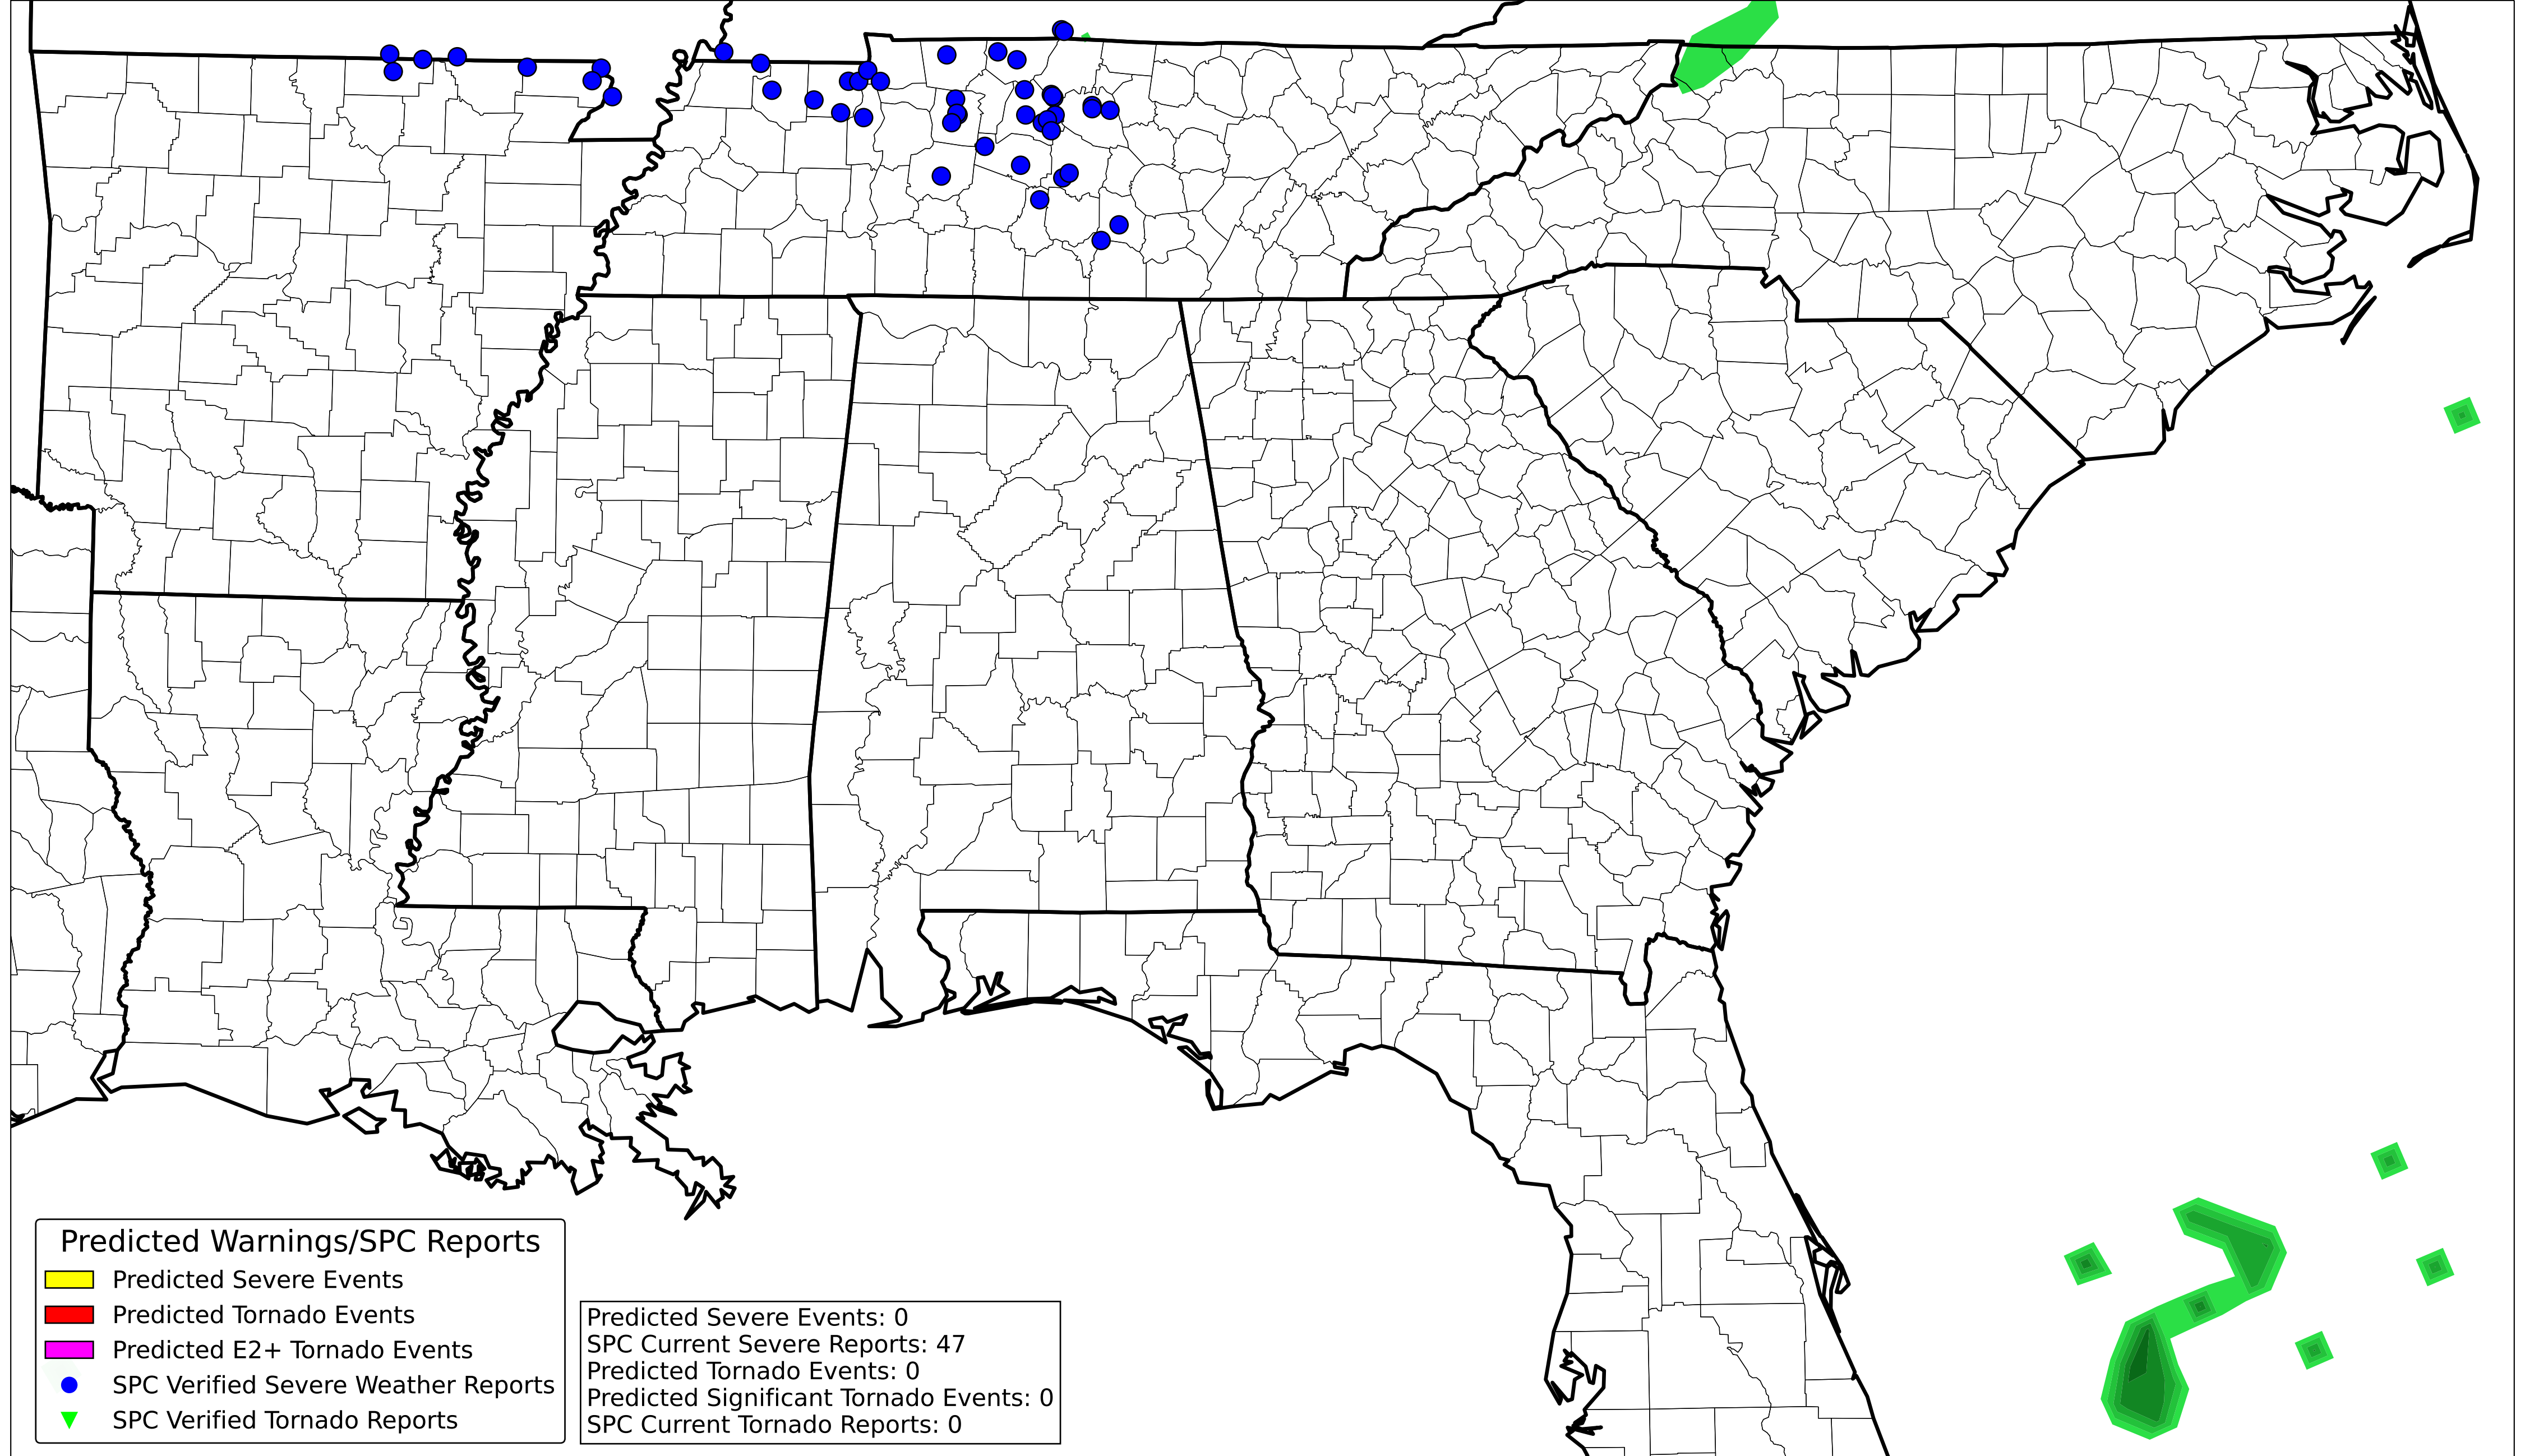 Predicted Warnings/SPC Reports
Predicted Severe Events
Predicted Tornado Events
Predicted E2+ Tornado Events
SPC Verified Severe Weather Reports
SPC Verified Tornado Reports
Predicted Severe Events: 0
SPC Current Severe Reports: 47
Predicted Tornado Events: 0
Predicted Significant Tornado Events: 0
SPC Current Tornado Reports: 0